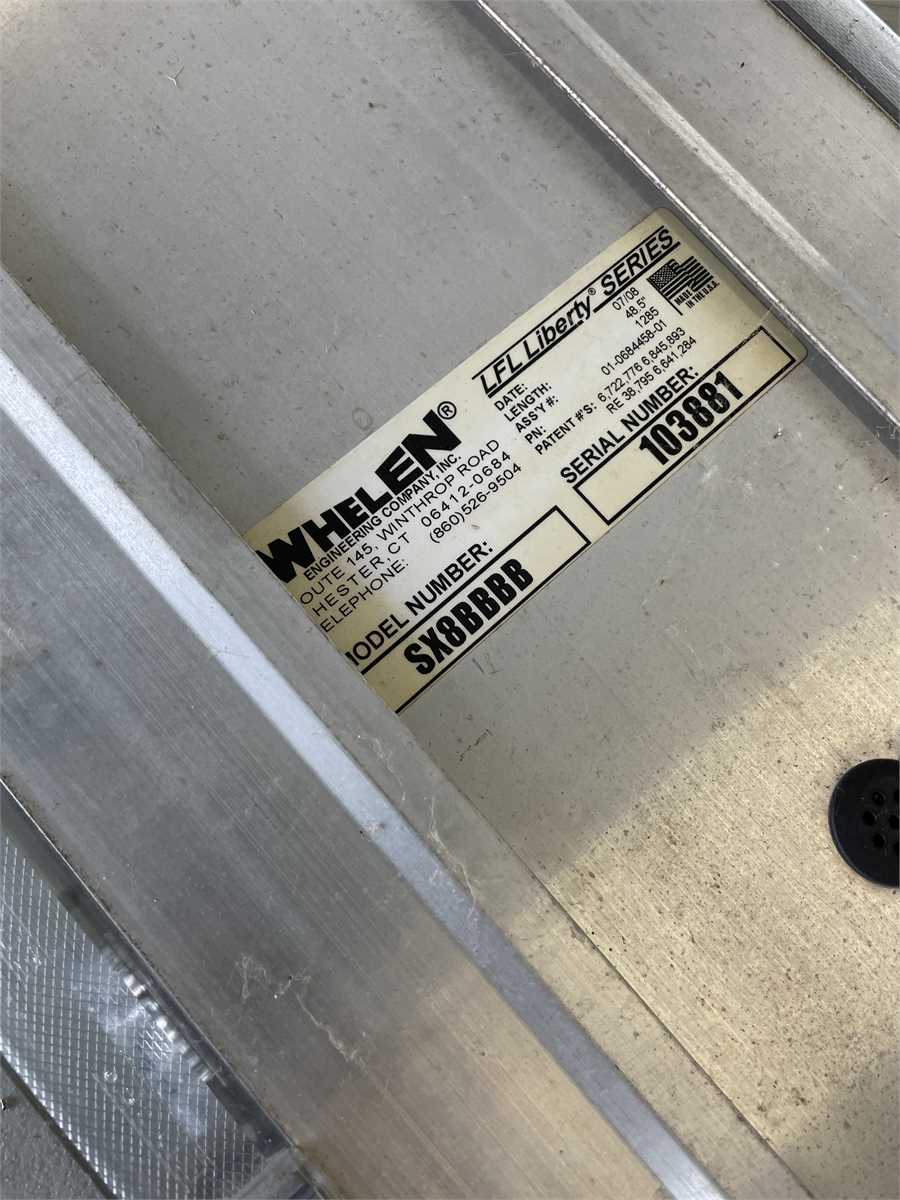 WHELEN®
ENGINEERING COMPANY, INC.
OUTE 145, WINTHROP ROAD
HESTER, CT 06412-0684
ELEPHONE: (860)526-9504
MODEL NUMBER:
SX8BBBB
LFL Liberty® SERIES
DATE: 07/08
LENGTH: 48.5"
ASS'Y #: 1285
PN: 01-0684458-01
PATENT #'S: 6,722,776 6,845,893
RE 38,795 6,641,284
MADE
IN THE U.S.A.
SERIAL NUMBER:
103881